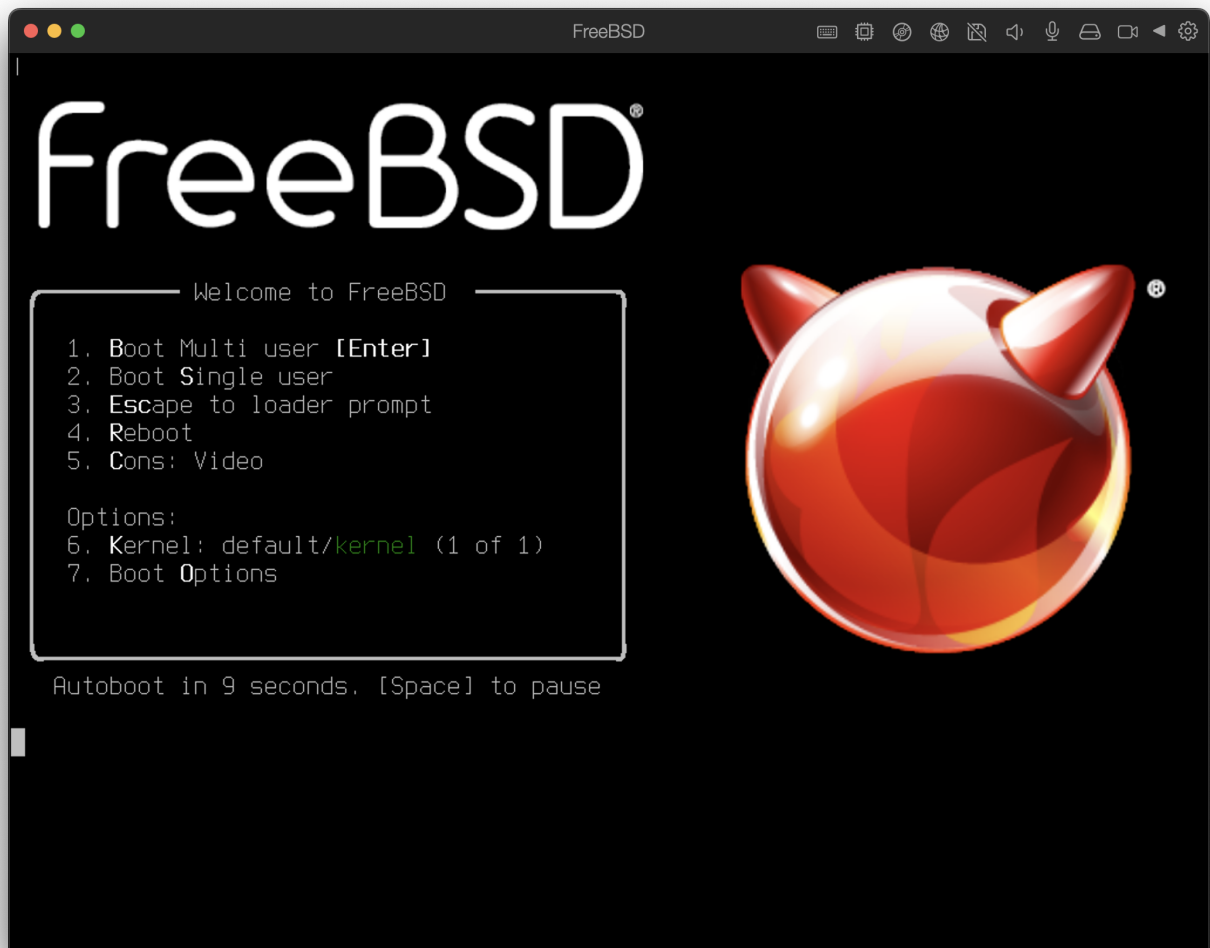 FreeBSD
FreeBSD®
®
Welcome to FreeBSD
1. Boot Multi user [Enter]
2. Boot Single user
3. Escape to loader prompt
4. Reboot
5. Cons: Video
Options:
6. Kernel: default/kernel (1 of 1)
7. Boot Options
Autoboot in 9 seconds. [Space] to pause